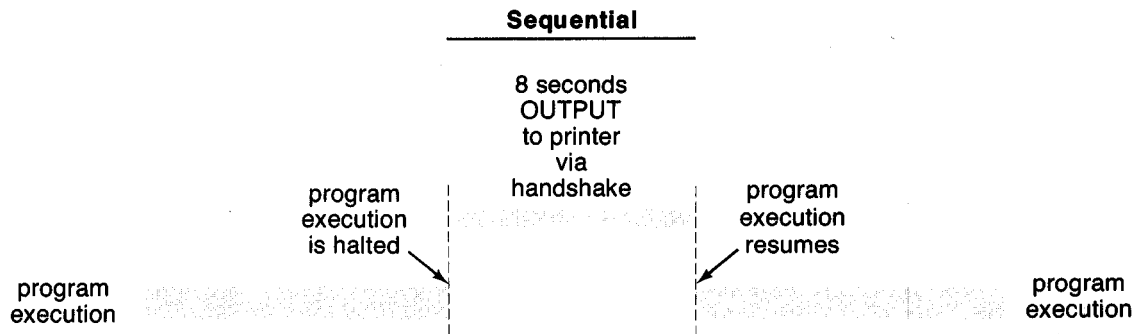 Sequential
8 seconds
OUTPUT
to printer
via
handshake
program
execution
is halted
program
execution
resumes
program
execution
program
execution